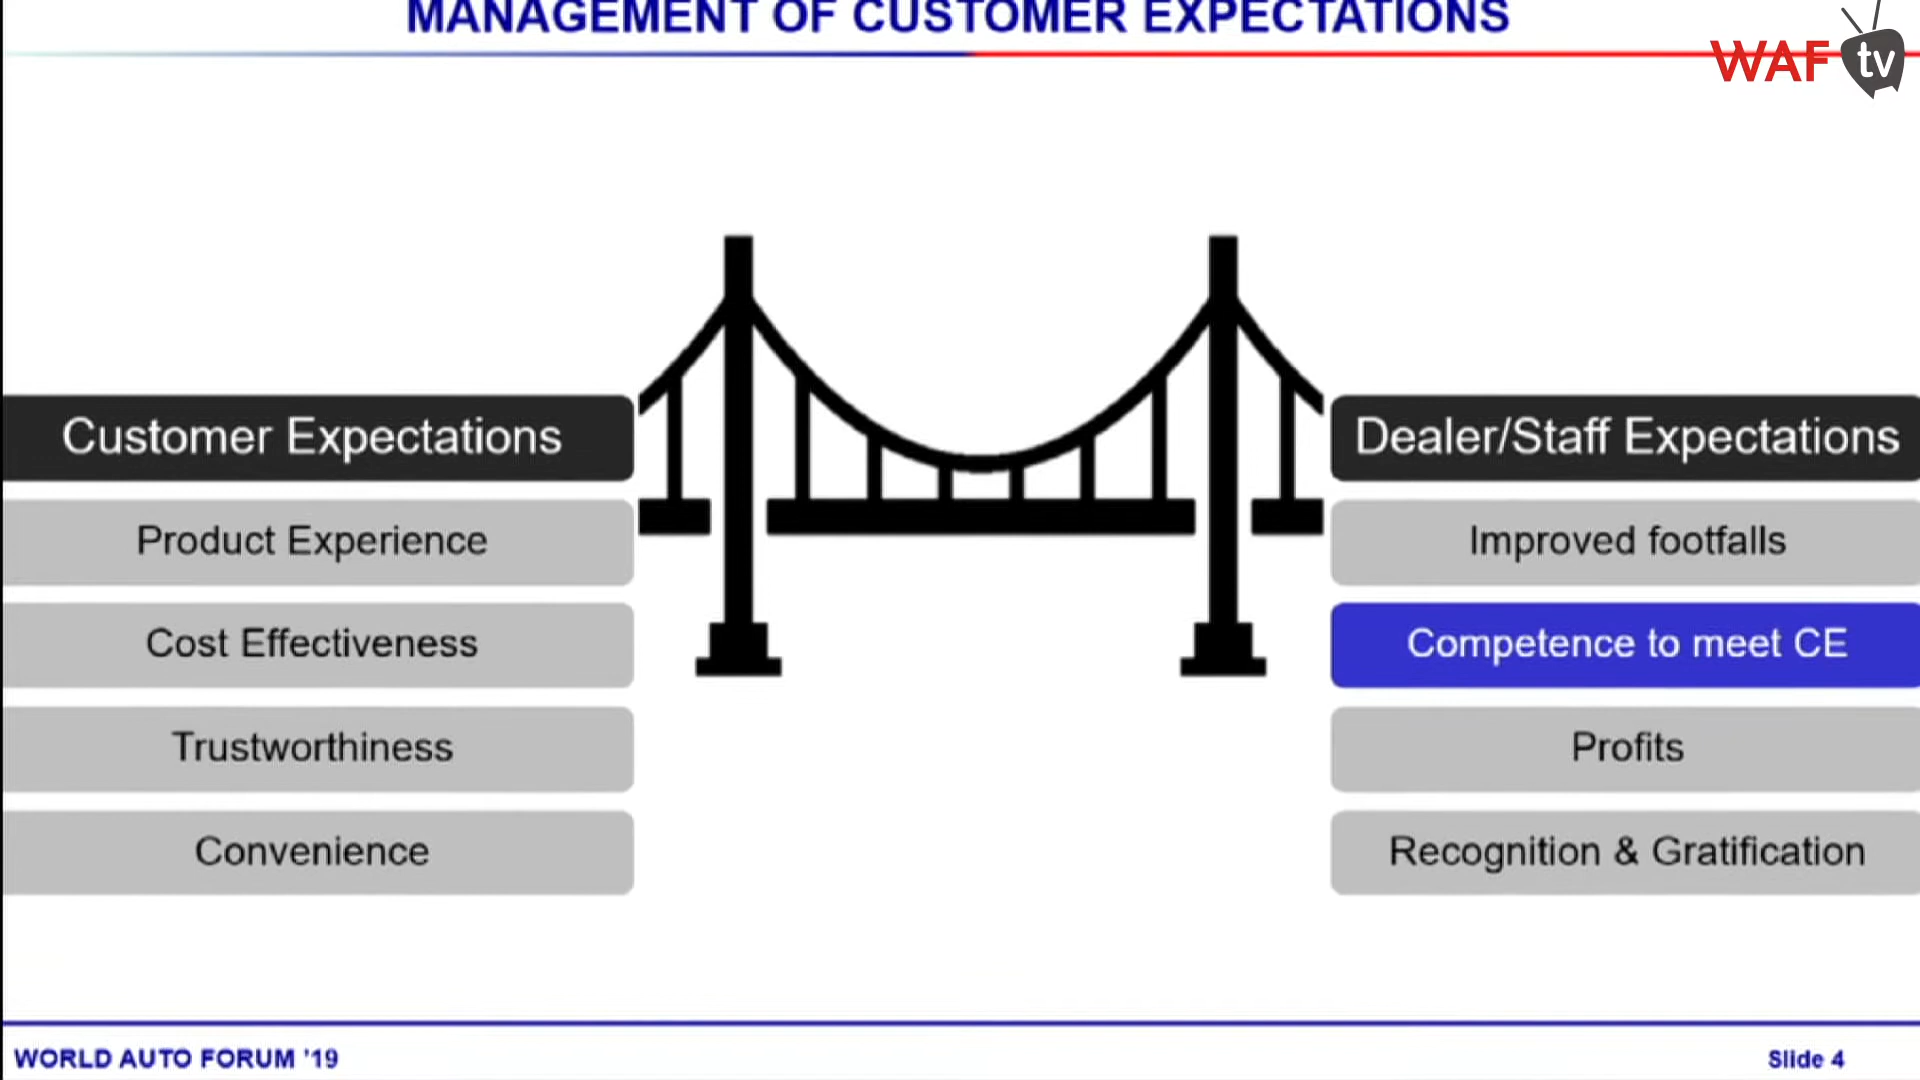 MANAGEMENT OF CUSTOMER EXPECTATIONS
WAF tv
Customer Expectations
Product Experience
Cost Effectiveness
Trustworthiness
Convenience
Dealer/Staff Expectations
Improved footfalls
Competence to meet CE
Profits
Recognition & Gratification
WORLD AUTO FORUM '19
Slide 4